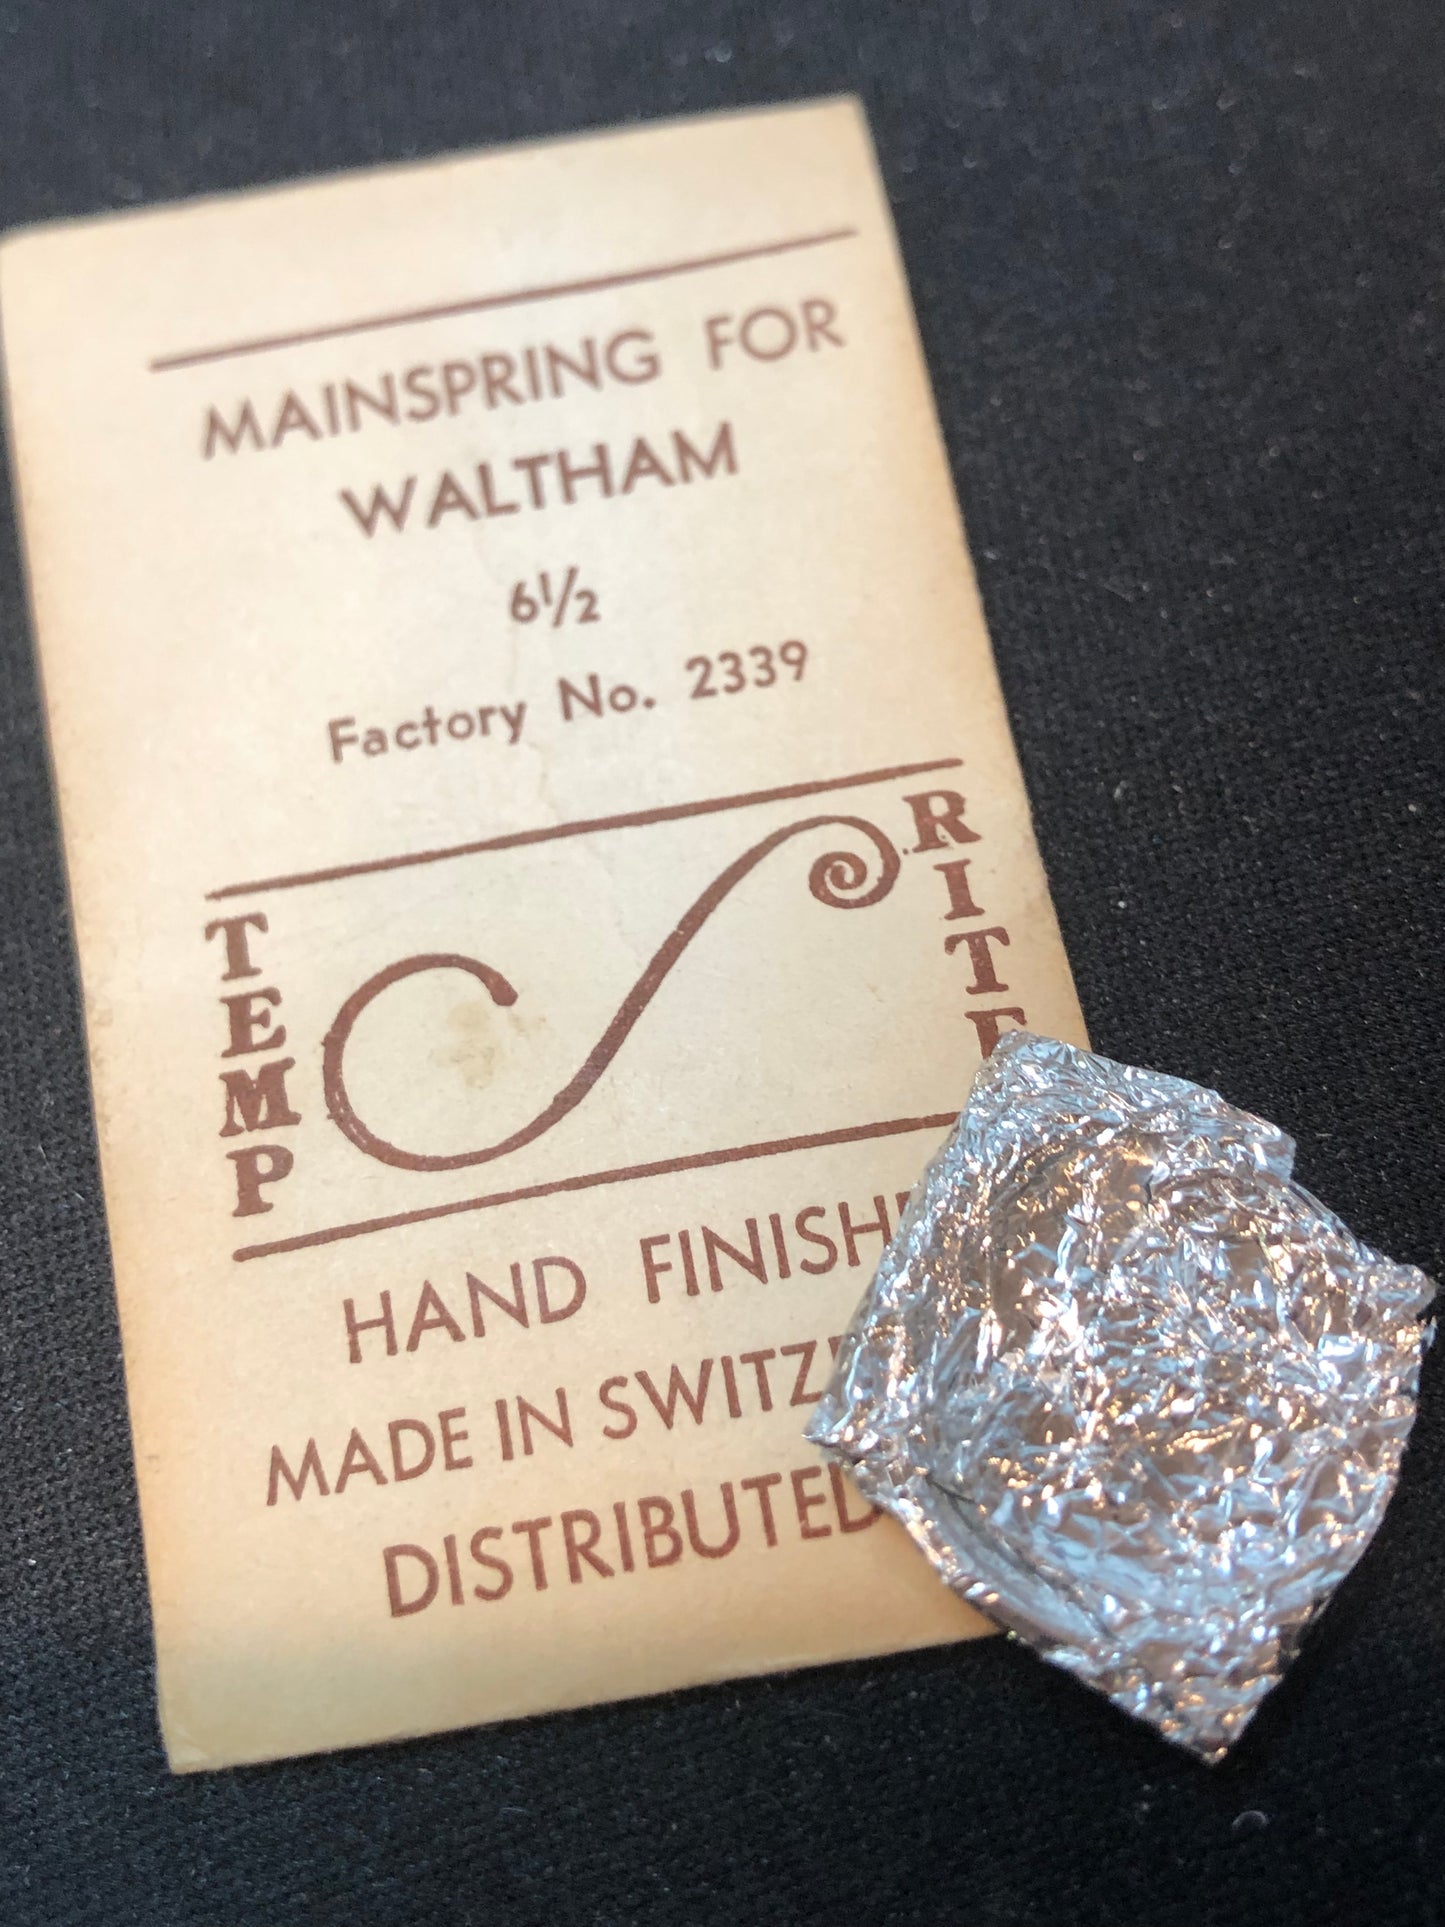 MAINSPRING FOR
WALTHAM
6½
Factory No. 2339
TEMP
RITE
HAND FINISH
MADE IN SWITZ
DISTRIBUTED